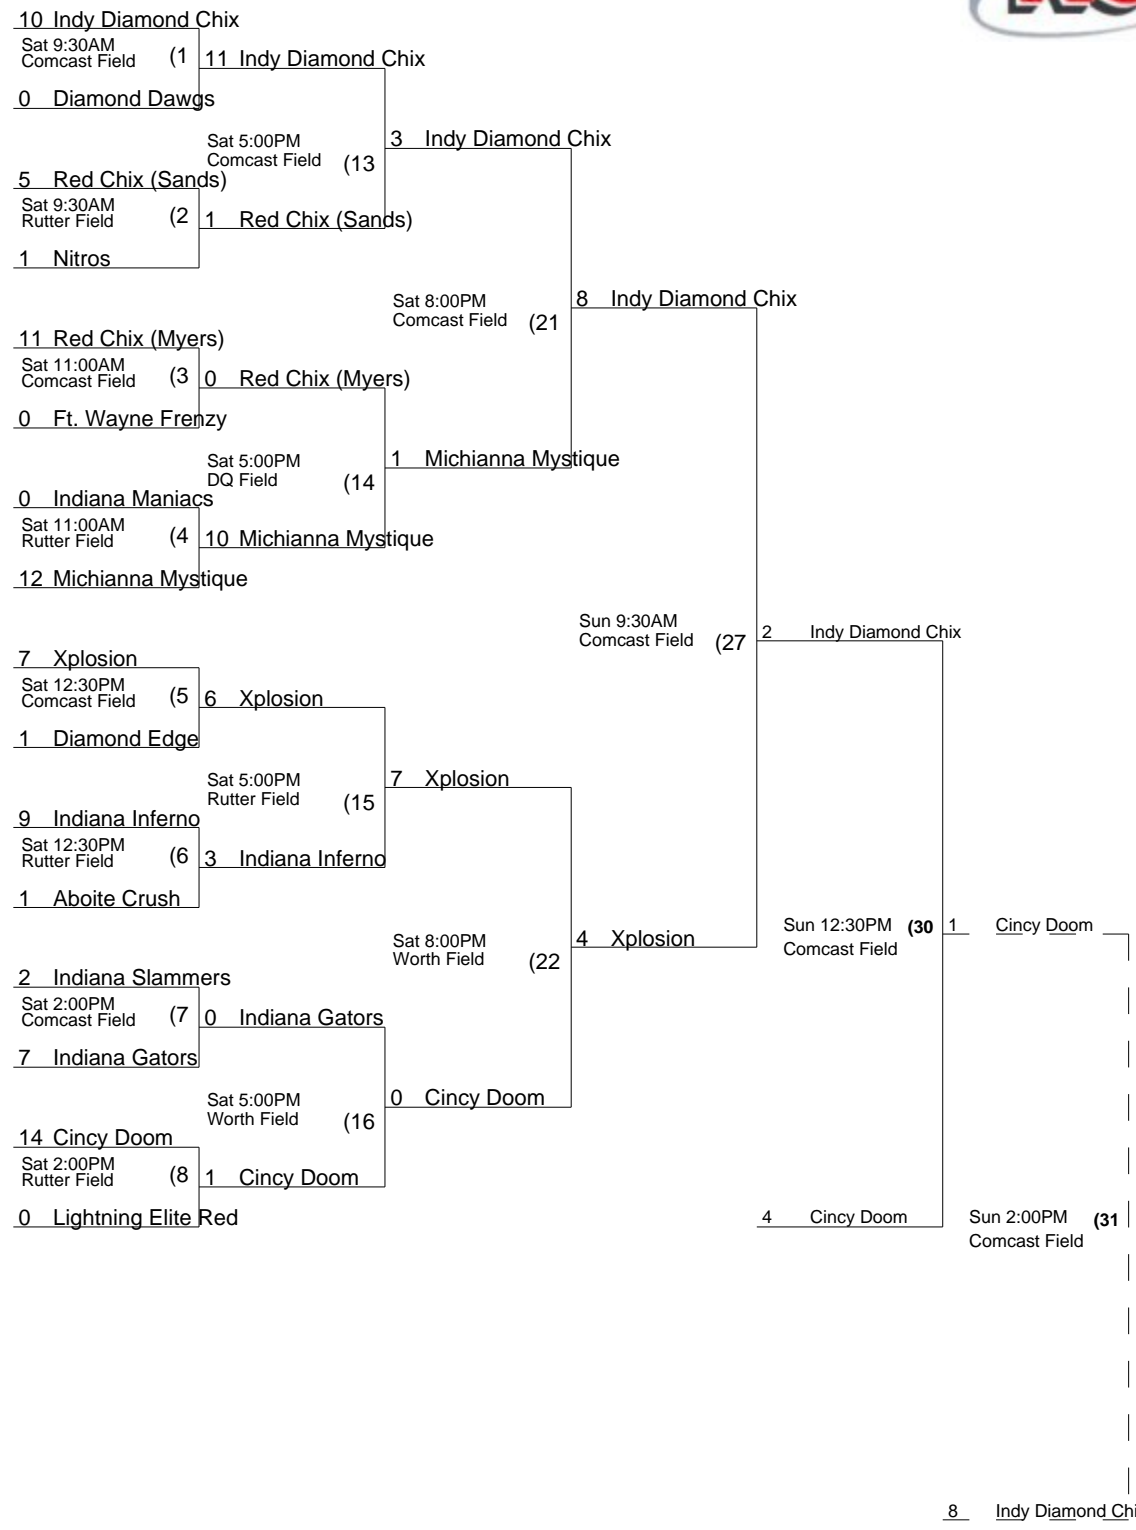 10 Indy Diamond Chix
Sat 9:30AM
Comcast Field (1
11 Indy Diamond Chix
0 Diamond Dawgs
Sat 5:00PM
Comcast Field (13
3 Indy Diamond Chix
5 Red Chix (Sands)
Sat 9:30AM
Rutter Field (2
1 Red Chix (Sands)
1 Nitros
Sat 8:00PM
Comcast Field (21
8 Indy Diamond Chix
11 Red Chix (Myers)
Sat 11:00AM
Comcast Field (3
0 Red Chix (Myers)
0 Ft. Wayne Frenzy
Sat 5:00PM
DQ Field (14
1 Michianna Mystique
0 Indiana Maniacs
Sat 11:00AM
Rutter Field (4
10 Michianna Mystique
12 Michianna Mystique
Sun 9:30AM
Comcast Field (27
2 Indy Diamond Chix
7 Xplosion
Sat 12:30PM
Comcast Field (5
6 Xplosion
1 Diamond Edge
Sat 5:00PM
Rutter Field (15
7 Xplosion
9 Indiana Inferno
Sat 12:30PM
Rutter Field (6
3 Indiana Inferno
1 Aboite Crush
Sun 12:30PM (30
Comcast Field
1 Cincy Doom
Sat 8:00PM
Worth Field (22
4 Xplosion
2 Indiana Slammers
Sat 2:00PM
Comcast Field (7
0 Indiana Gators
7 Indiana Gators
Sat 5:00PM
Worth Field (16
0 Cincy Doom
14 Cincy Doom
Sat 2:00PM
Rutter Field (8
1 Cincy Doom
0 Lightning Elite Red
4 Cincy Doom
Sun 2:00PM (31
Comcast Field
8 Indy Diamond Chi